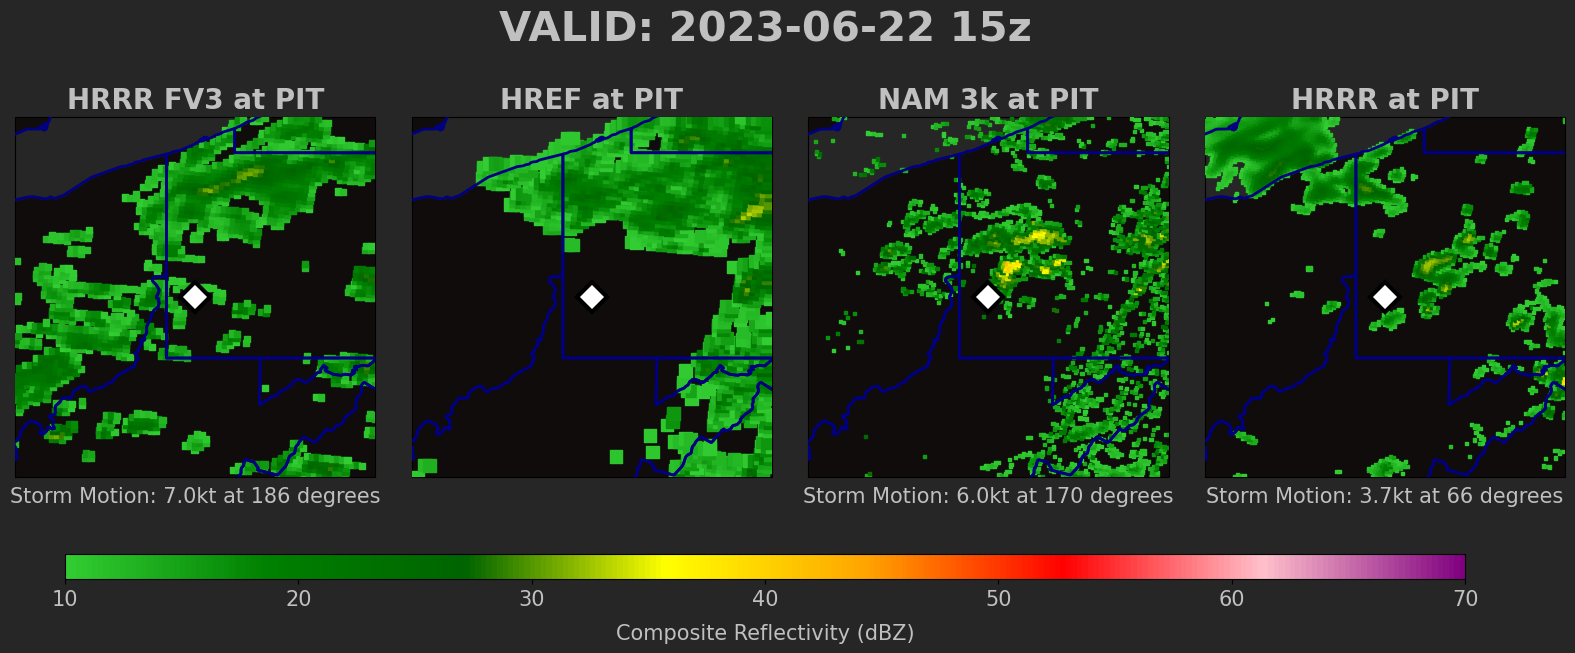 VALID: 2023-06-22 15z
HRRR FV3 at PIT
HREF at PIT
NAM 3k at PIT
HRRR at PIT
Storm Motion: 7.0kt at 186 degrees
Storm Motion: 6.0kt at 170 degrees
Storm Motion: 3.7kt at 66 degrees
10 20 30 40 50 60 70
Composite Reflectivity (dBZ)